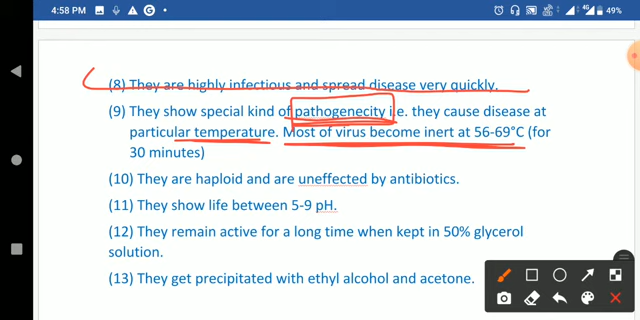 4:58 PM
4G
49%
(8) They are highly infectious and spread disease very quickly.
(9) They show special kind of pathogenecity i.e. they cause disease at
particular temperature. Most of virus become inert at 56-69°C (for
30 minutes)
(10) They are haploid and are uneffected by antibiotics.
(11) They show life between 5-9 pH.
(12) They remain active for a long time when kept in 50% glycerol
solution.
(13) They get precipitated with ethyl alcohol and acetone.